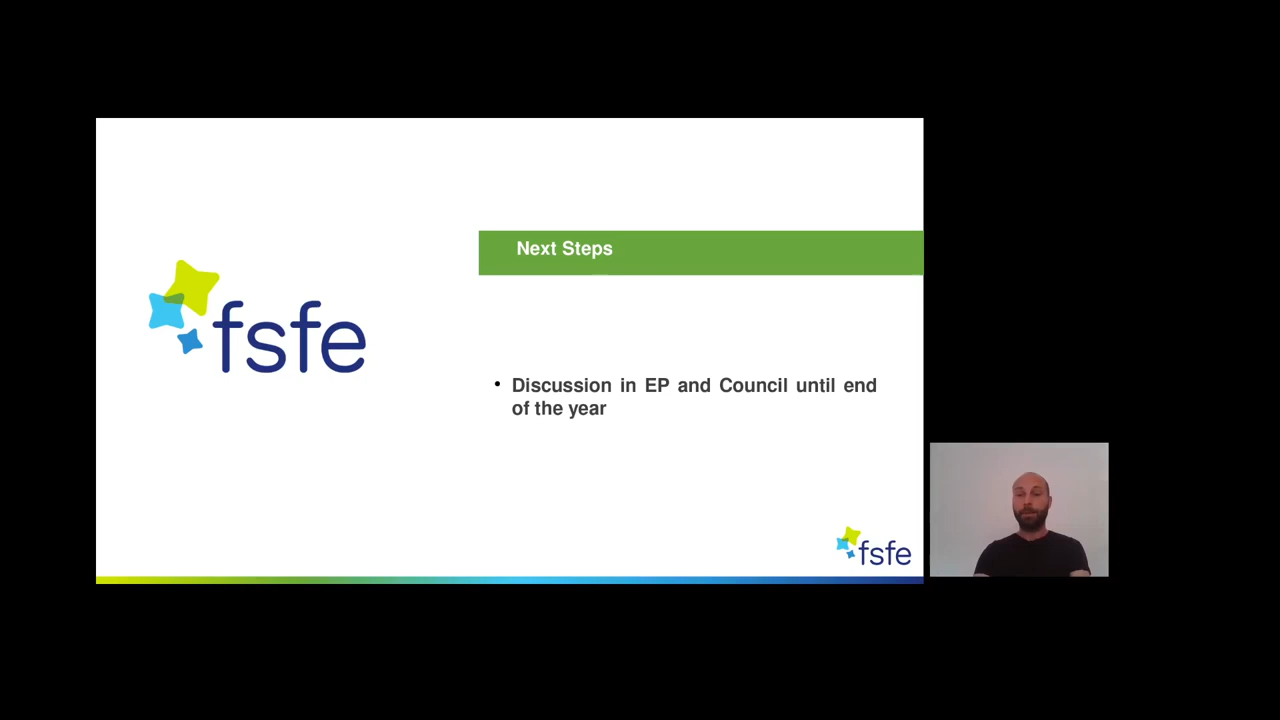 Next Steps
fsfe
• Discussion in EP and Council until end
of the year
fsfe